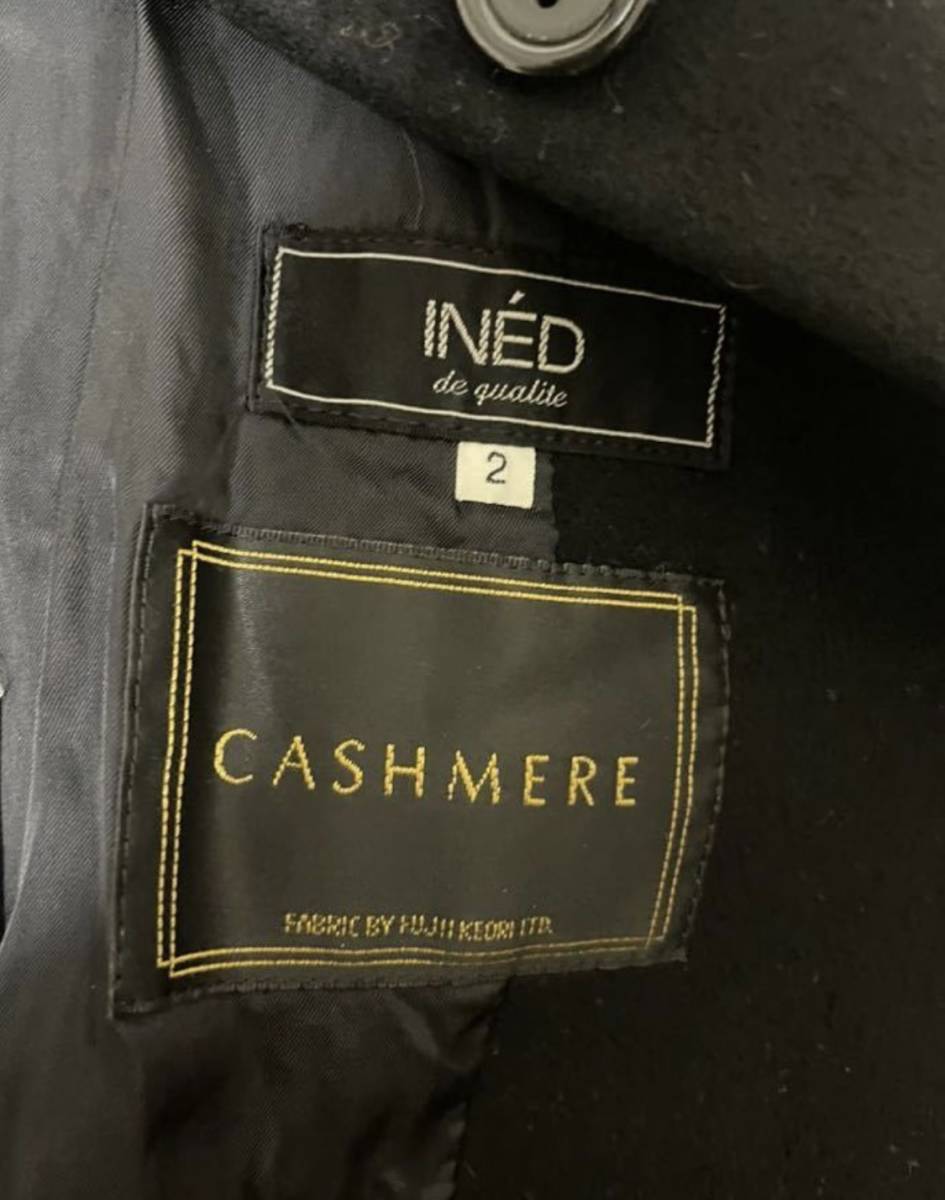 INÉD
de qualite
2
CASHMERE
FABRIC BY FUJII KEORI LTD.